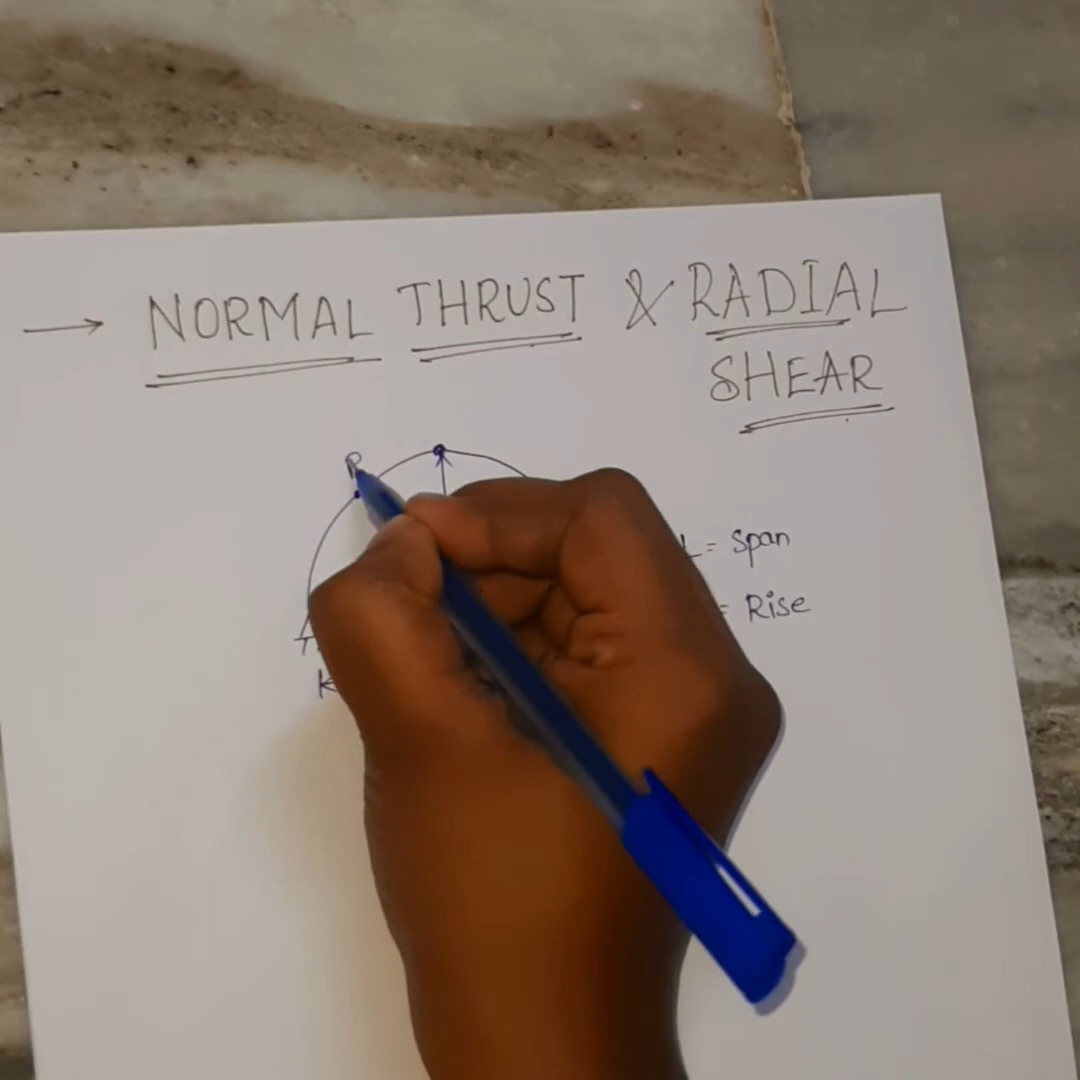 → NORMAL THRUST & RADIAL
SHEAR
P
L = Span
= Rise
K